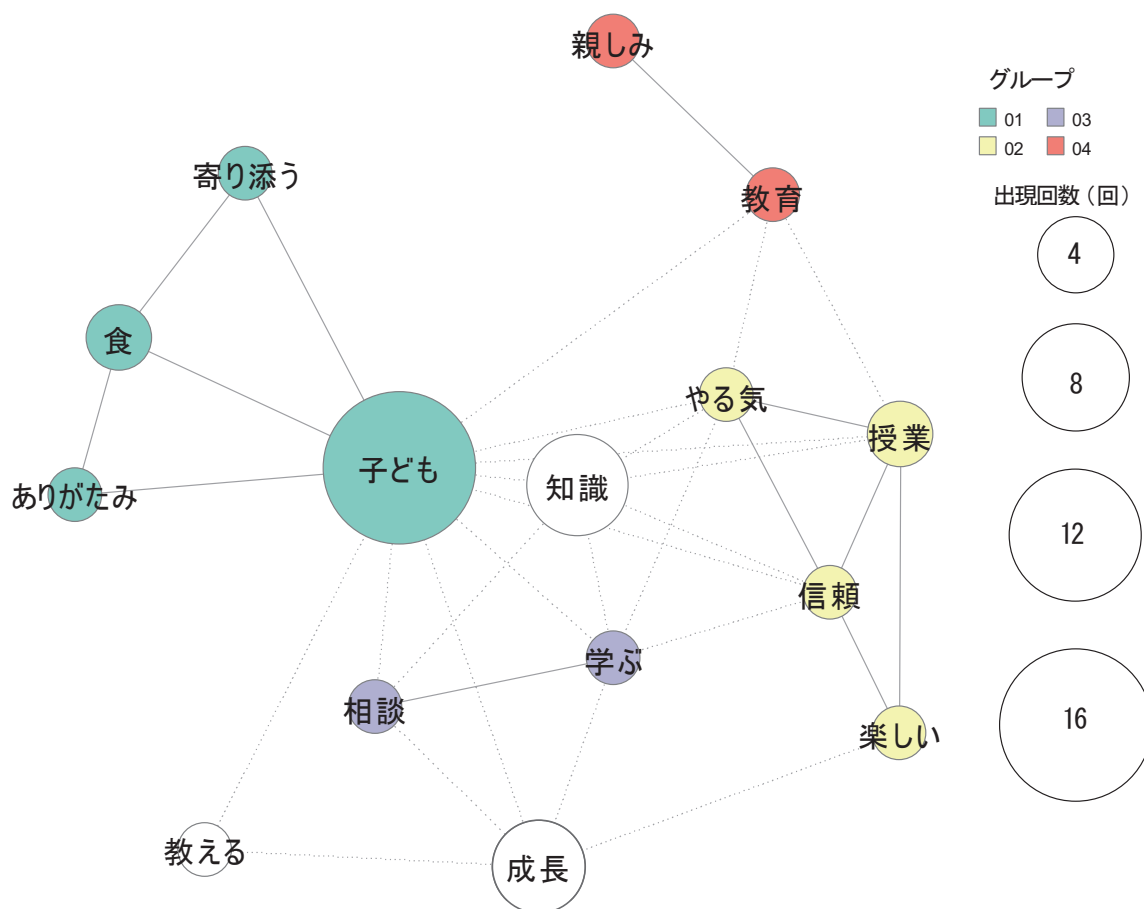 親しみ
グループ
01
03
02
04
寄り添う
教育
出現回数（回）
4
食
8
やる気
授業
子ども
知識
ありがたみ
12
信頼
学ぶ
相談
16
楽しい
教える
成長